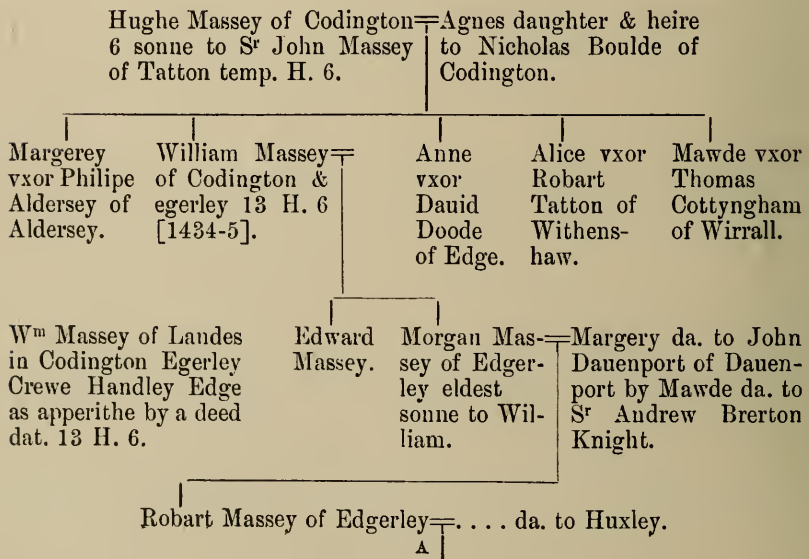 Hughe Massey of Codington
6 sonne to Sʳ John Massey
of Tatton temp. H. 6.
Agnes daughter & heire
to Nicholas Boulde of
Codington.
Margerey
vxor Philipe
Aldersey of
Aldersey.
William Massey
of Codington &
egerley 13 H. 6
[1434-5].
Anne
vxor
Dauid
Doode
of Edge.
Alice vxor
Robart
Tatton of
Withens-
haw.
Mawde vxor
Thomas
Cottyngham
of Wirrall.
Wᵐ Massey of Landes
in Codington Egerley
Crewe Handley Edge
as apperithe by a deed
dat. 13 H. 6.
Edward
Massey.
Morgan Mas-
sey of Edger-
ley eldest
sonne to Wil-
liam.
Margery da. to John
Dauenport of Dauen-
port by Mawde da. to
Sʳ Andrew Brerton
Knight.
Robart Massey of Edgerley
. . . . da. to Huxley.
A